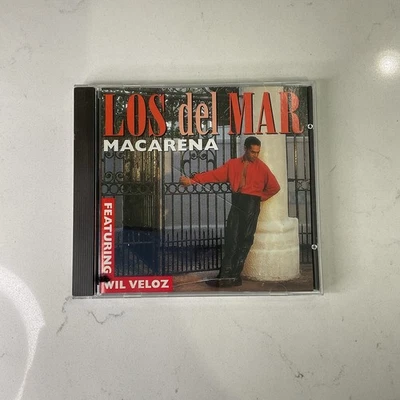 LOS del MAR
MACARENA
FEATURING
WIL VELOZ